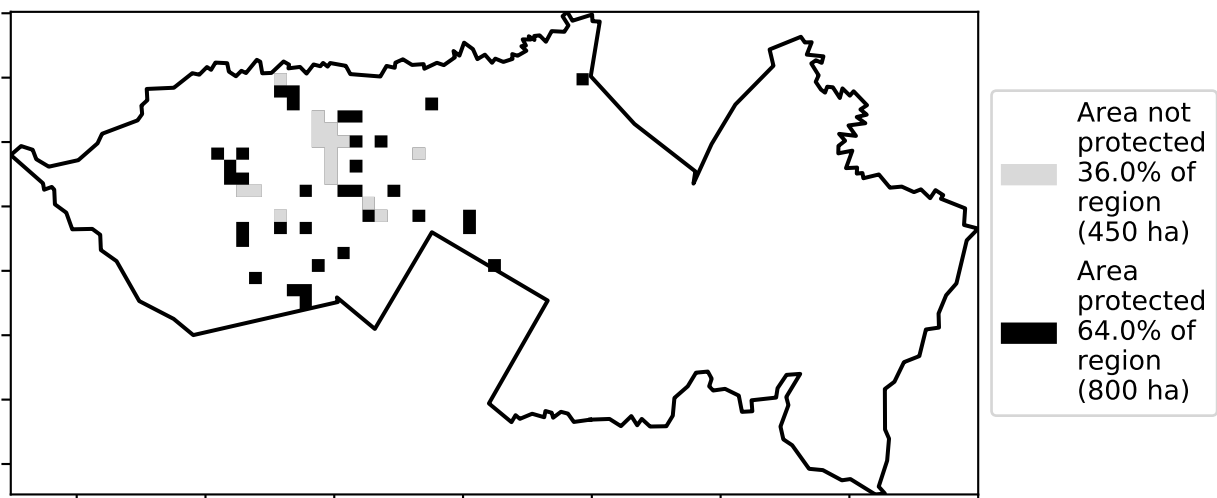 Area not
protected
36.0% of
region
(450 ha)
Area
protected
64.0% of
region
(800 ha)